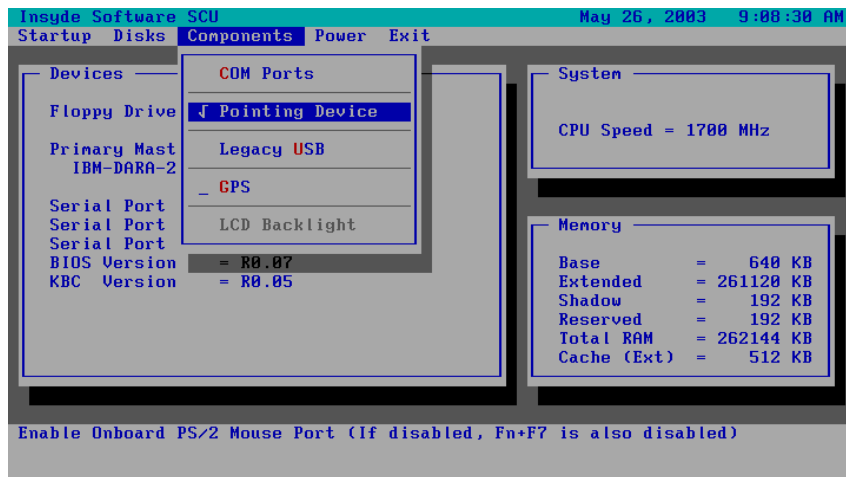 Insyde Software SCU May 26, 2003 9:08:30 AM
Startup Disks Components Power Exit
Devices
Floppy Drive
Primary Mast
IBM-DARA-2
Serial Port
Serial Port
Serial Port
BIOS Version = R0.07
KBC Version = R0.05
COM Ports
√ Pointing Device
Legacy USB
_ GPS
LCD Backlight
System
CPU Speed = 1700 MHz
Memory
Base = 640 KB
Extended = 261120 KB
Shadow = 192 KB
Reserved = 192 KB
Total RAM = 262144 KB
Cache (Ext) = 512 KB
Enable Onboard PS/2 Mouse Port (If disabled, Fn+F7 is also disabled)